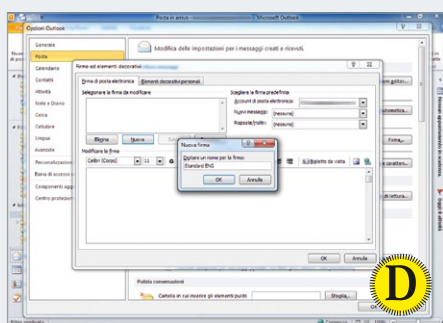 Posta in arrivo - Microsoft Outlook
Opzioni Outlook
Generale
Posta
Calendario
Contatti
Attività
Note e Diario
Cerca
Cellulare
Lingua
Avanzate
Personalizzazione
Barra di accesso
Componenti agg
Centro protezione
Modifica delle impostazioni per i messaggi creati e ricevuti.
Firme ed elementi decorativi
Firma di posta elettronica
Elementi decorativi personali
Selezionare la firma da modificare
Scegliere la firma predefinita
Account di posta elettronica:
Nuovi messaggi: (nessuna)
Risposte/inoltri: (nessuna)
Elimina
Nuova
Modificare la firma
Calibri (Corpo)
11
G
Biglietto da visita
Nuova firma
Digitare un nome per la firma:
Standard ENG
OK
Annulla
OK
Annulla
Firme...
Pulizia conversazioni
Cartella in cui inserire gli elementi puliti:
Sfoglia...
OK
D